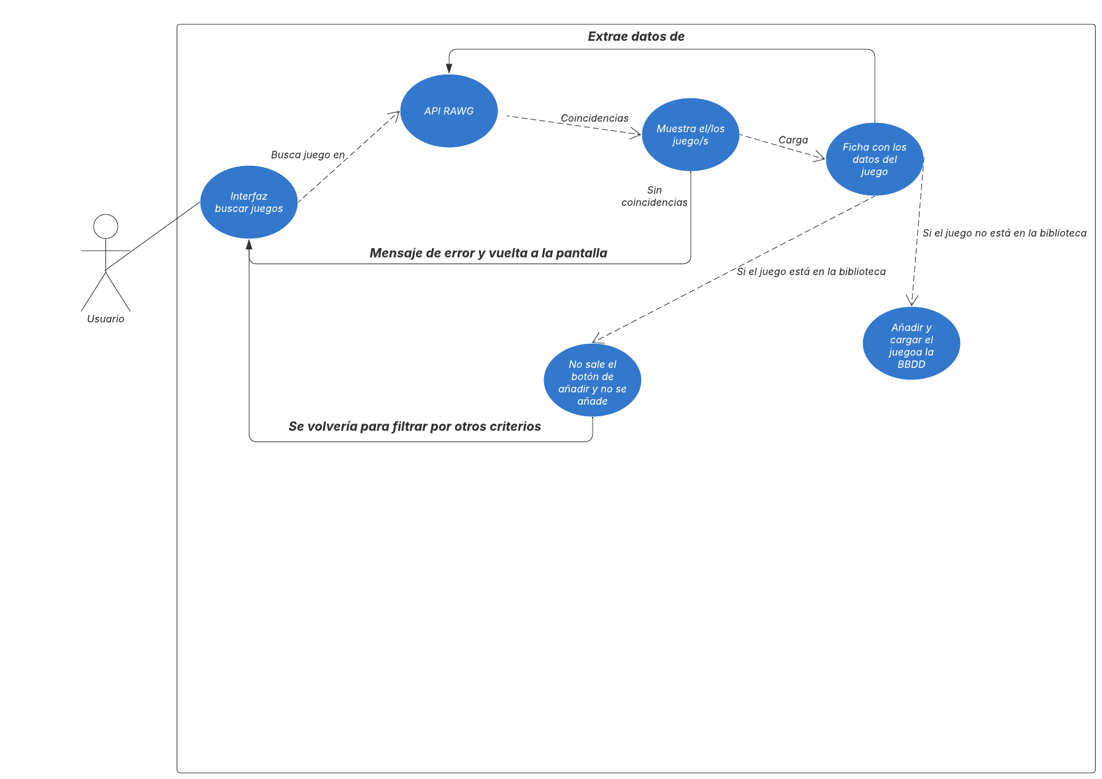 Extrae datos de
API RAWG
Coincidencias
Muestra el/los
juego/s
Carga
Ficha con los
datos del
juego
Busca juego en
Interfaz
buscar juegos
Sin
coincidencias
Usuario
Mensaje de error y vuelta a la pantalla
Si el juego no está en la biblioteca
Si el juego está en la biblioteca
Añadir y
cargar el
juegoa la
BBDD
No sale el
botón de
añadir y no se
añade
Se volvería para filtrar por otros criterios